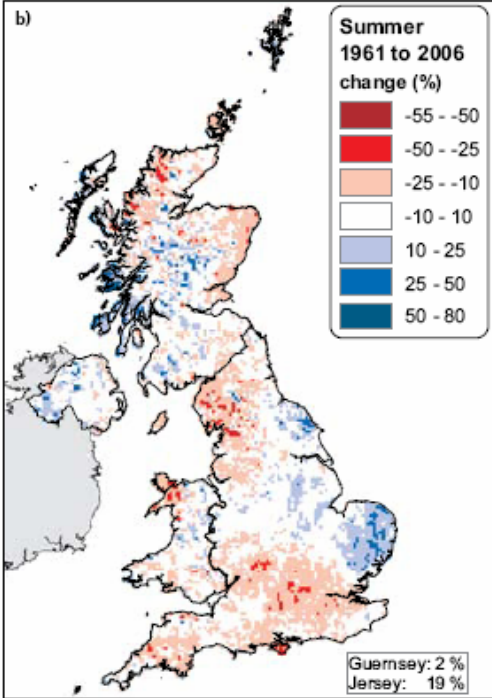 b)
Summer
1961 to 2006
change (%)
-55 - -50
-50 - -25
-25 - -10
-10 - 10
10 - 25
25 - 50
50 - 80
Guernsey: 2 %
Jersey: 19 %